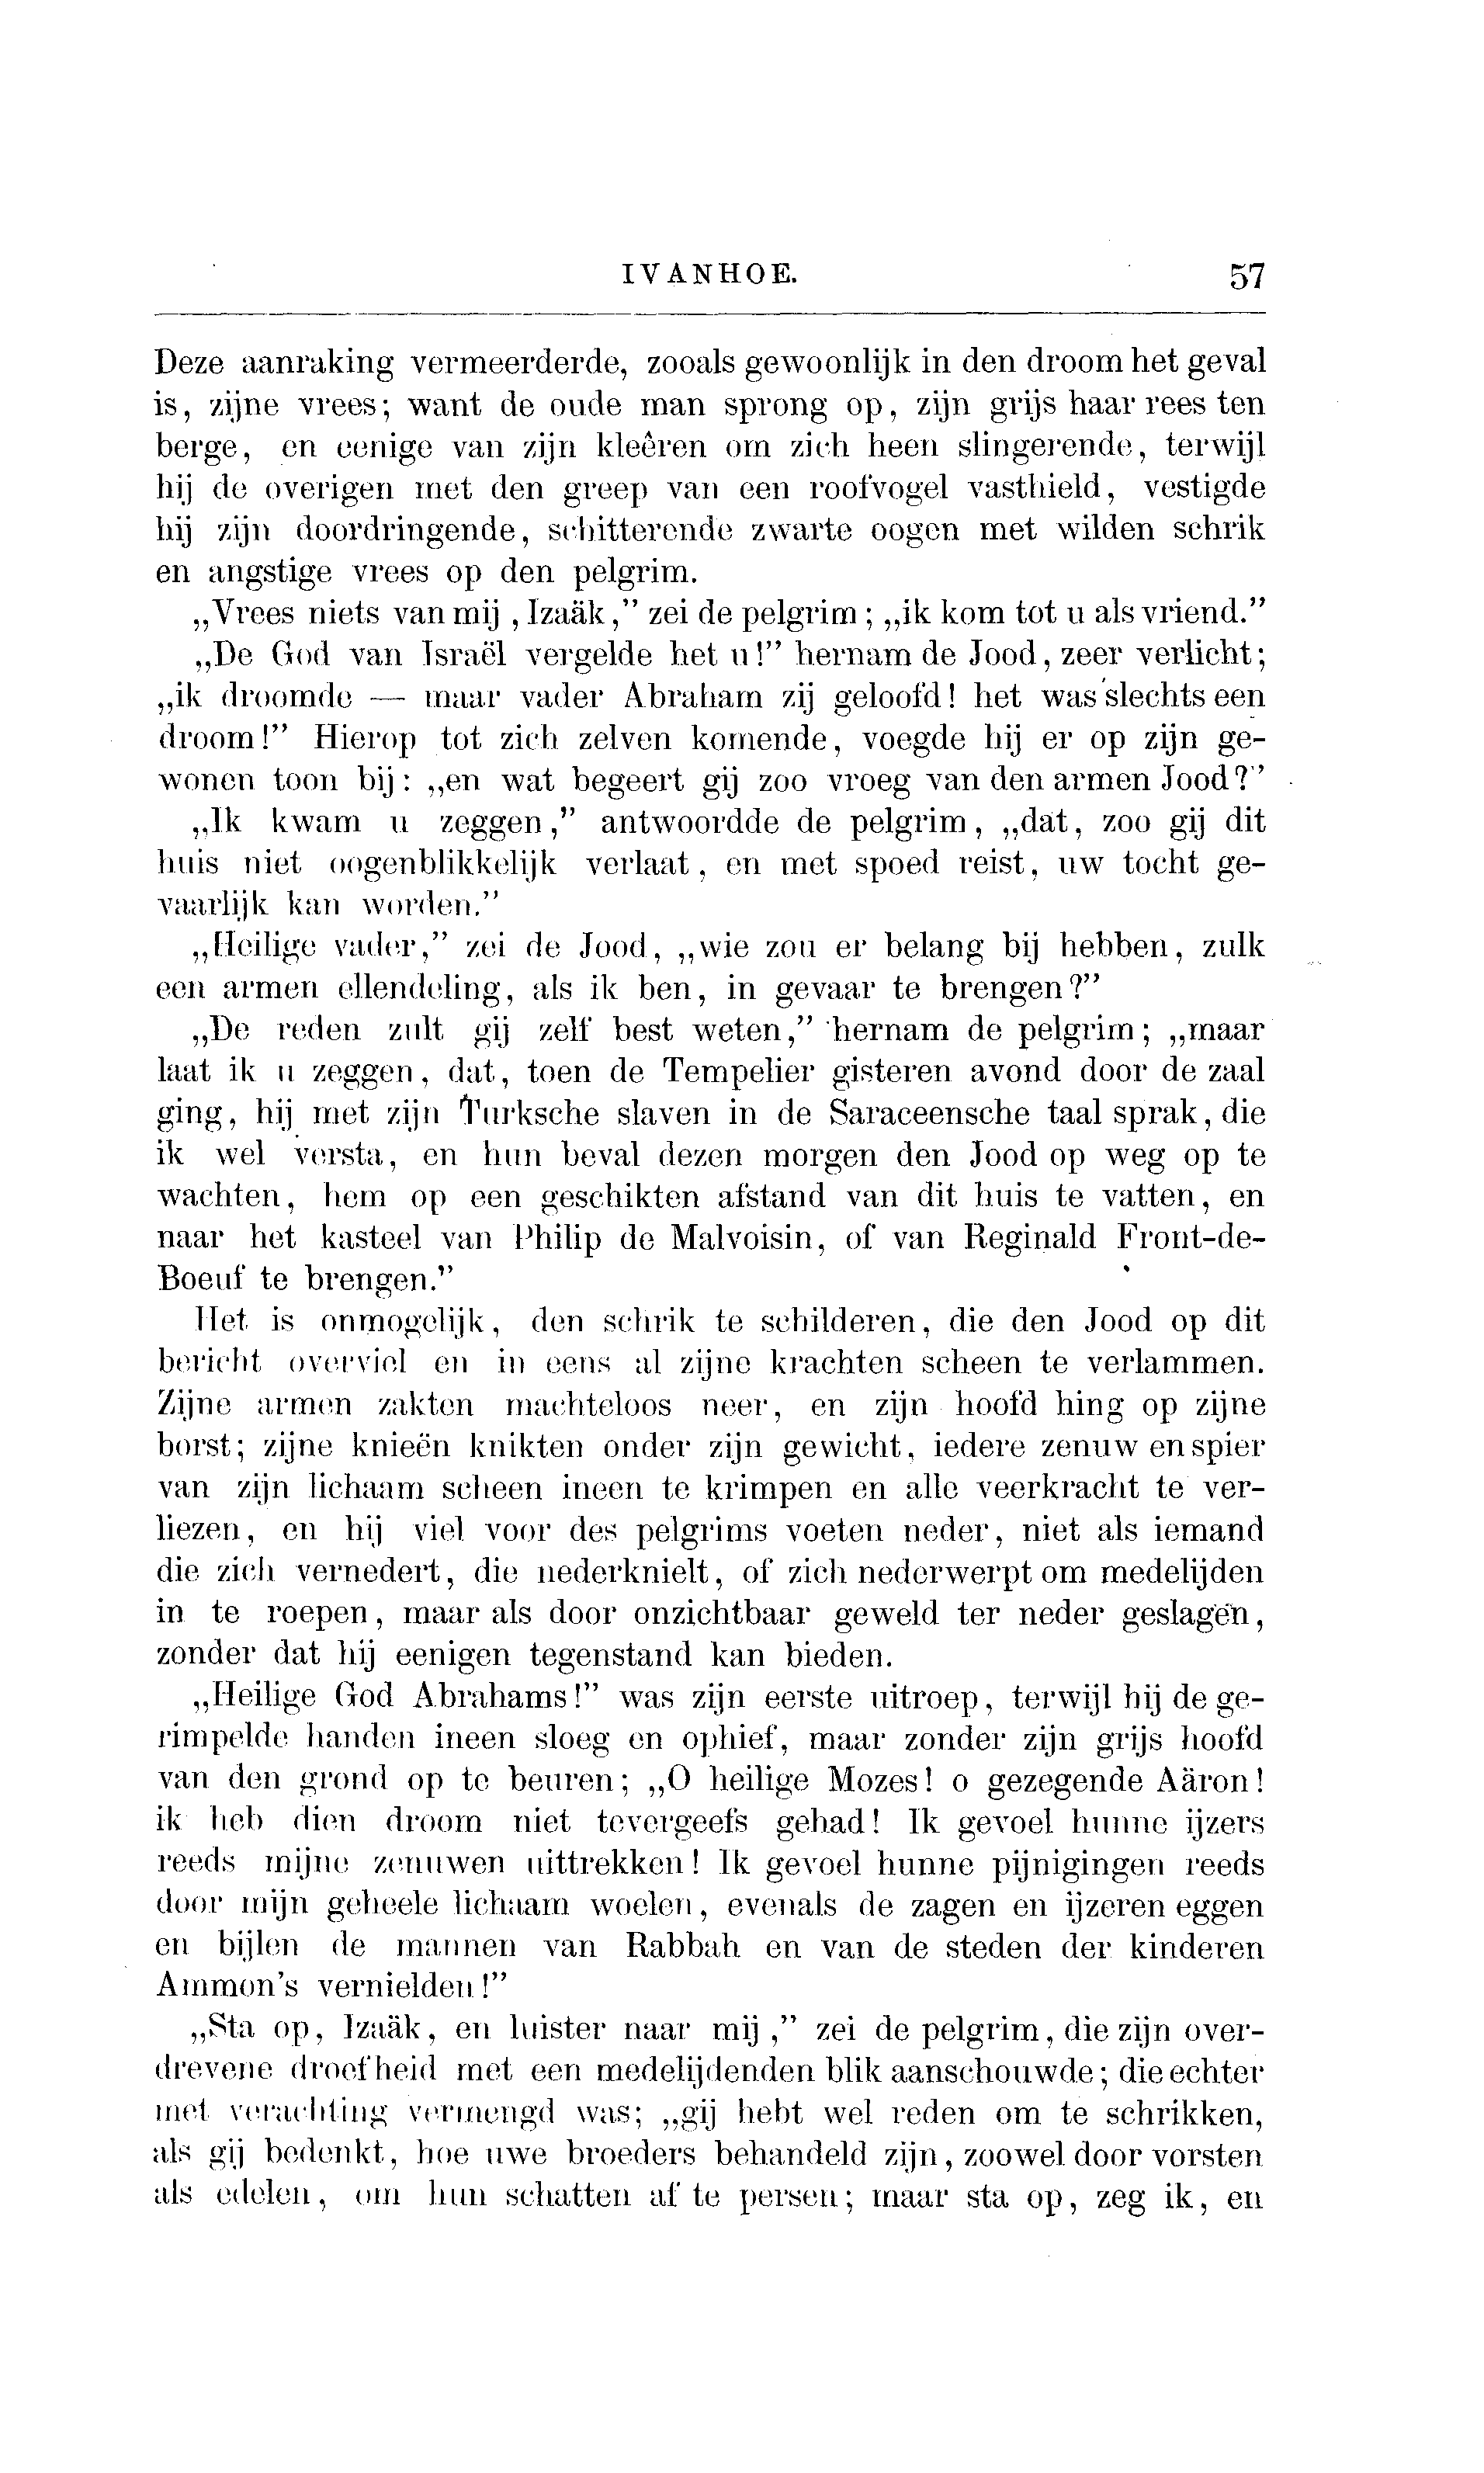 IVANHOE. 57
Deze aanraking vermeerderde, zooals gewoonlijk in den droom het geval
is, zijne vrees; want de oude man sprong op, zijn grijs haar rees ten
berge, en eenige van zijn kleêren om zich heen slingerende, terwijl
hij de overigen met den greep van een roofvogel vasthield, vestigde
hij zijn doordringende, schitterende zwarte oogen met wilden schrik
en angstige vrees op den pelgrim.
„Vrees niets van mij, Izaäk,” zei de pelgrim; „ik kom tot u als vriend.”
„De God van Israël vergelde het u!” hernam de Jood, zeer verlicht;
„ik droomde — maar vader Abraham zij geloofd! het was slechts een
droom!” Hierop tot zich zelven komende, voegde hij er op zijn ge-
wonen toon bij: „en wat begeert gij zoo vroeg van den armen Jood?”
„Ik kwam u zeggen,” antwoordde de pelgrim, „dat, zoo gij dit
huis niet oogenblikkelijk verlaat, en met spoed reist, uw tocht ge-
vaarlijk kan worden.”
„Heilige vader,” zei de Jood, „wie zou er belang bij hebben, zulk
een armen ellendeling, als ik ben, in gevaar te brengen?”
„De reden zult gij zelf best weten,” hernam de pelgrim; „maar
laat ik u zeggen, dat, toen de Tempelier gisteren avond door de zaal
ging, hij met zijn Turksche slaven in de Saraceensche taal sprak, die
ik wel versta, en hun beval dezen morgen den Jood op weg op te
wachten, hem op een geschikten afstand van dit huis te vatten, en
naar het kasteel van Philip de Malvoisin, of van Reginald Front-de-
Boeuf te brengen.”
Het is onmogelijk, den schrik te schilderen, die den Jood op dit
bericht overviel en in eens al zijne krachten scheen te verlammen.
Zijne armen zakten machteloos neer, en zijn hoofd hing op zijne
borst; zijne knieën knikten onder zijn gewicht, iedere zenuw en spier
van zijn lichaam scheen ineen te krimpen en alle veerkracht te ver-
liezen, en hij viel voor des pelgrims voeten neder, niet als iemand
die zich vernedert, die nederknielt, of zich nederwerpt om medelijden
in te roepen, maar als door onzichtbaar geweld ter neder geslagen,
zonder dat hij eenigen tegenstand kan bieden.
„Heilige God Abrahams!” was zijn eerste uitroep, terwijl hij de ge-
rimpelde handen ineen sloeg en ophief, maar zonder zijn grijs hoofd
van den grond op te beuren; „O heilige Mozes! o gezegende Aäron!
ik heb dien droom niet tevergeefs gehad! Ik gevoel hunne ijzers
reeds mijne zenuwen uittrekken! Ik gevoel hunne pijnigingen reeds
door mijn geheele lichaam woelen, evenals de zagen en ijzeren eggen
en bijlen de mannen van Rabbah en van de steden der kinderen
Ammon's vernielden!”
„Sta op, Izaäk, en luister naar mij,” zei de pelgrim, die zijn over-
drevene droefheid met een medelijdenden blik aanschouwde; die echter
met verachting vermengd was; „gij hebt wel reden om te schrikken,
als gij bedenkt, hoe uwe broeders behandeld zijn, zoowel door vorsten
als edelen, om hun schatten af te persen; maar sta op, zeg ik, en